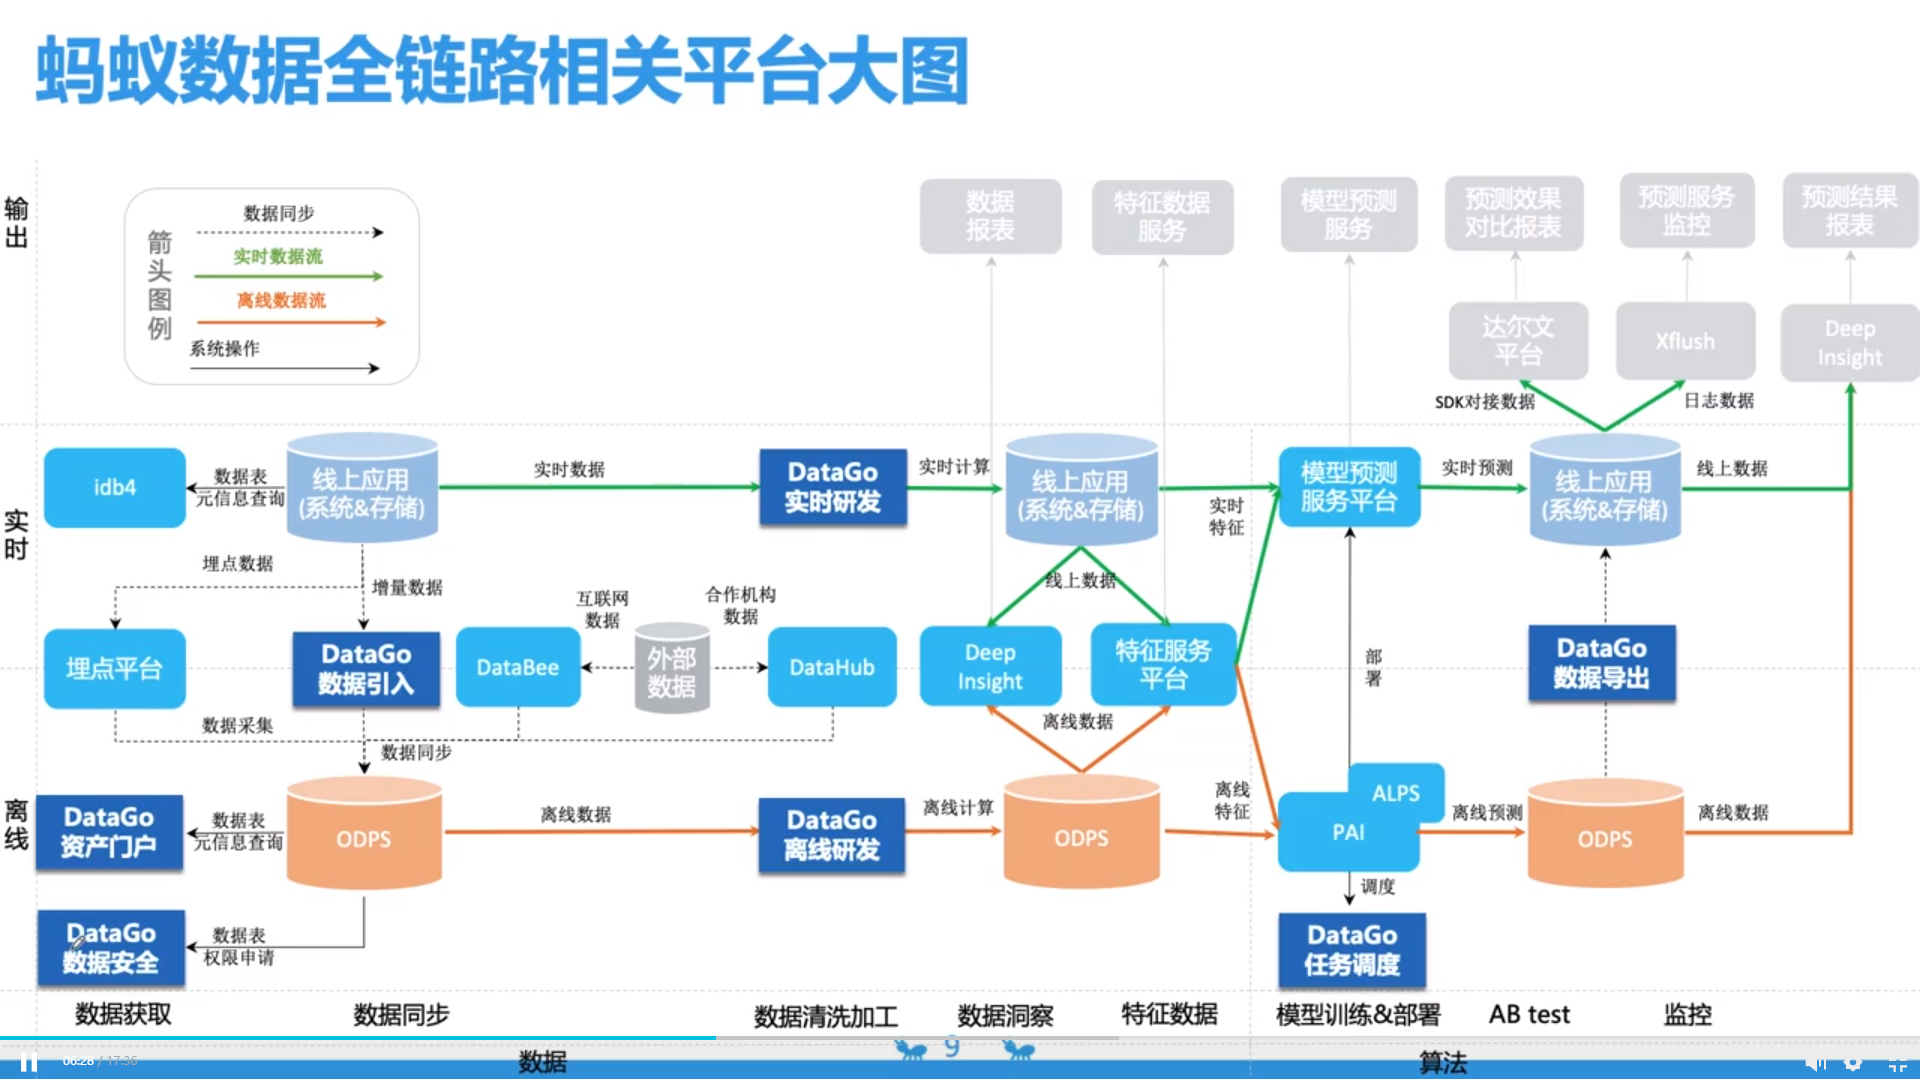 蚂蚁数据全链路相关平台大图
输出
箭头图例
数据同步
实时数据流
离线数据流
系统操作
数据
报表
特征数据
服务
模型预测
服务
预测效果
对比报表
预测服务
监控
预测结果
报表
达尔文
平台
Xflush
Deep
Insight
SDK对接数据
日志数据
实时
idb4
数据表
元信息查询
线上应用
(系统&存储)
实时数据
DataGo
实时研发
实时计算
线上应用
(系统&存储)
实时
特征
模型预测
服务平台
实时预测
线上应用
(系统&存储)
线上数据
埋点数据
增量数据
互联网
数据
合作机构
数据
线上数据
埋点平台
DataGo
数据引入
DataBee
外部
数据
DataHub
Deep
Insight
特征服务
平台
部署
DataGo
数据导出
数据采集
数据同步
离线数据
离线
DataGo
资产门户
数据表
元信息查询
ODPS
离线数据
DataGo
离线研发
离线计算
ODPS
离线
特征
ALPS
PAI
离线预测
ODPS
离线数据
调度
DataGo
数据安全
数据表
权限申请
DataGo
任务调度
数据获取
数据同步
数据清洗加工
数据洞察
特征数据
模型训练&部署
AB test
监控
9
06:28 / 17:36
数据
算法